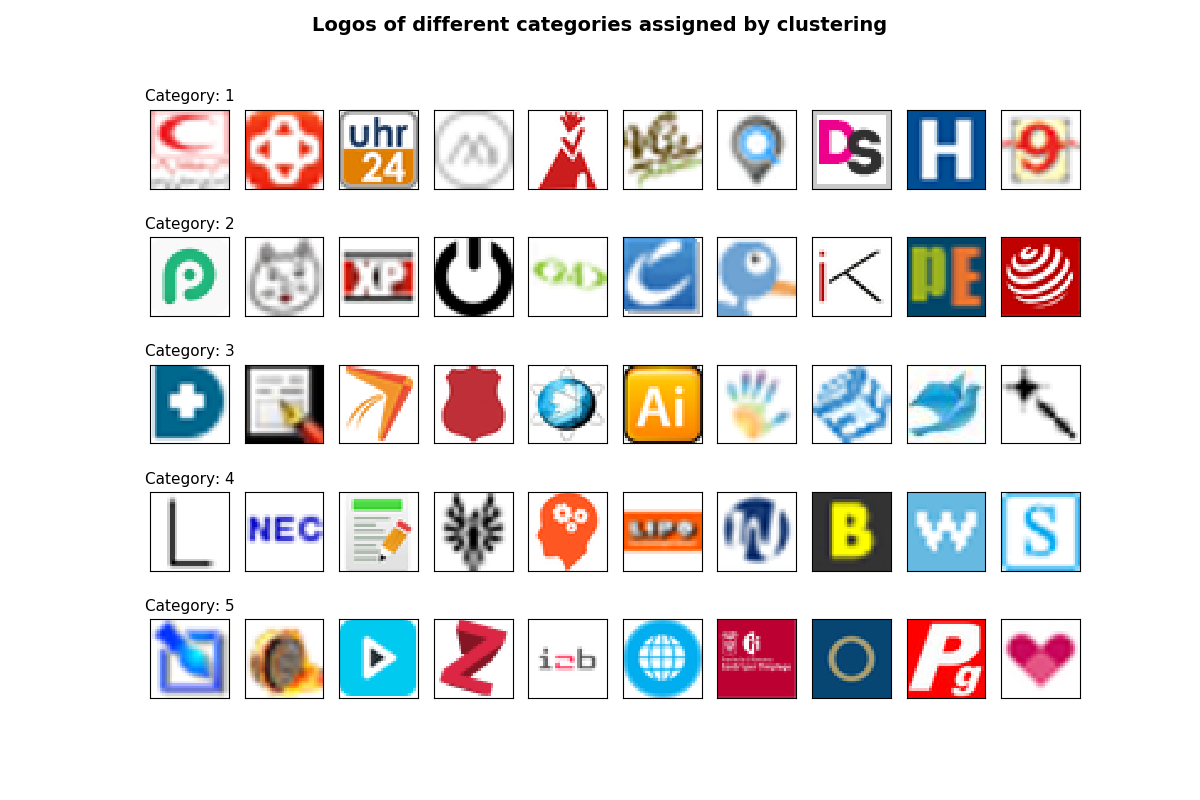 Logos of different categories assigned by clustering
Category: 1
uhr
24
DS
H
9
Category: 2
XP
iK
PE
Category: 3
Ai
Category: 4
L
NEC
LIPO
W
B
W
S
Category: 5
Z
iab
Pg